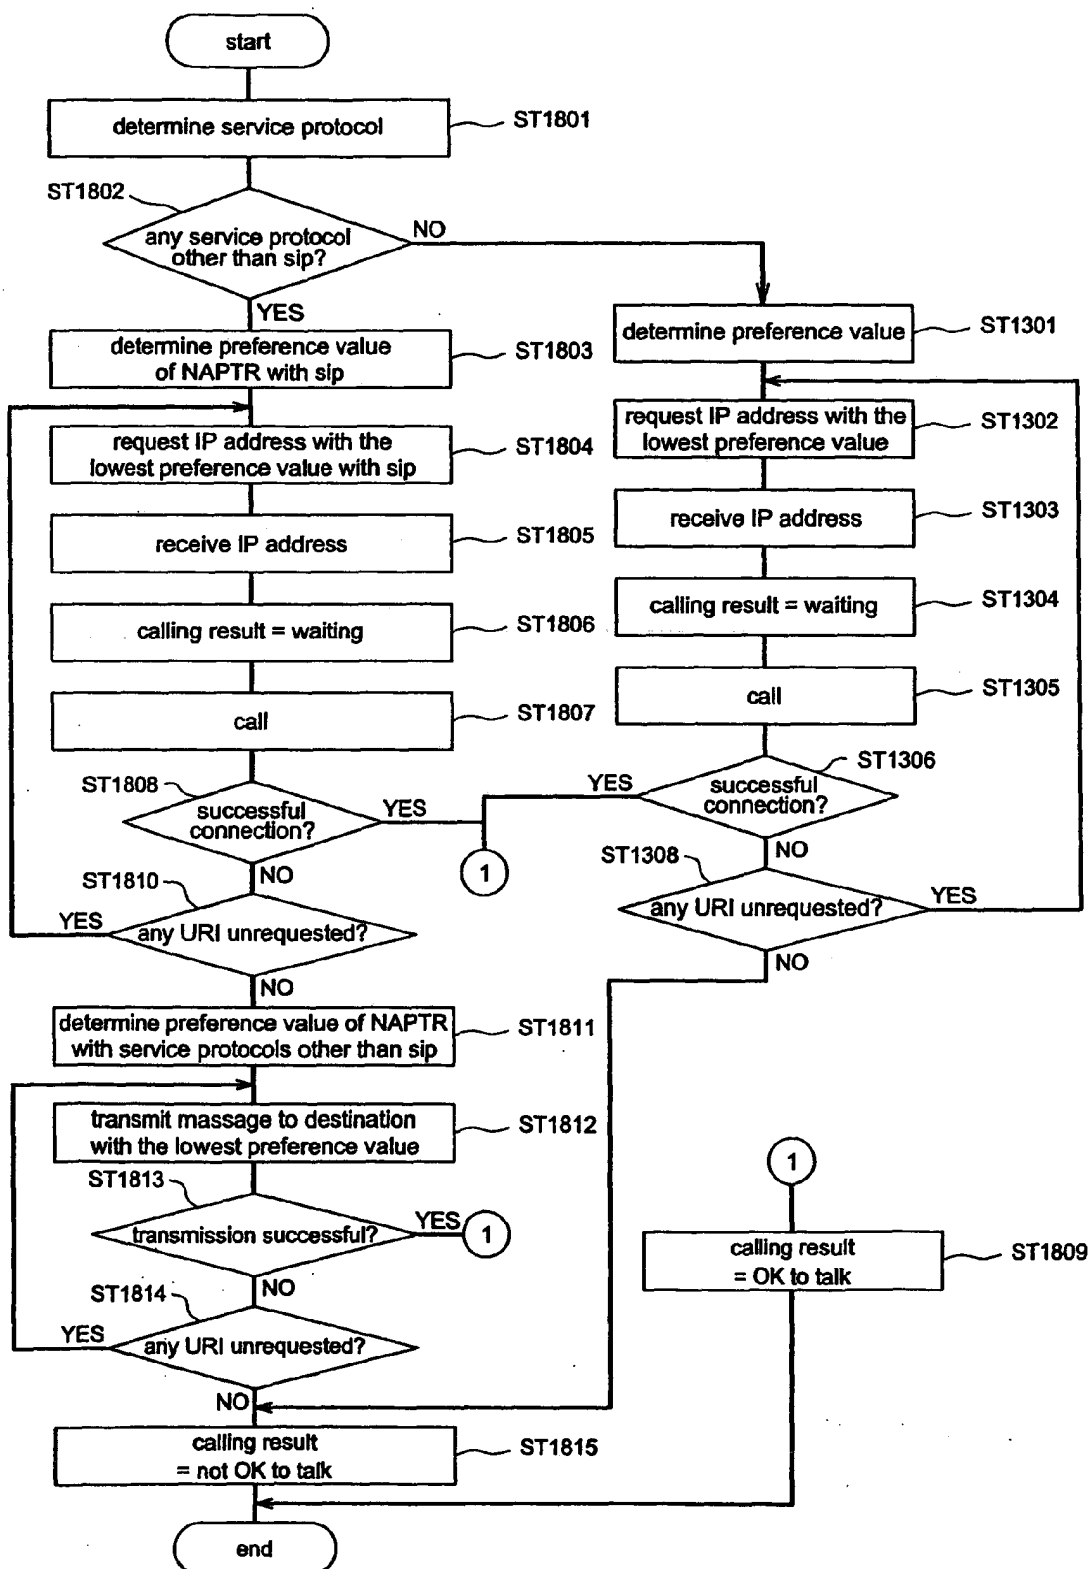 start
determine service protocol
ST1801
ST1802
any service protocol
other than sip?
NO
YES
determine preference value
of NAPTR with sip
ST1803
determine preference value
ST1301
request IP address with the
lowest preference value with sip
ST1804
request IP address with the
lowest preference value
ST1302
receive IP address
ST1805
receive IP address
ST1303
calling result = waiting
ST1806
calling result = waiting
ST1304
call
ST1807
call
ST1305
ST1808
successful
connection?
YES
NO
1
YES
ST1306
successful
connection?
NO
ST1810
YES
any URI unrequested?
NO
ST1308
any URI unrequested?
YES
NO
determine preference value of NAPTR
with service protocols other than sip
ST1811
transmit massage to destination
with the lowest preference value
ST1812
ST1813
transmission successful?
YES
1
NO
ST1814
YES
any URI unrequested?
NO
1
calling result
= OK to talk
ST1809
calling result
= not OK to talk
ST1815
end